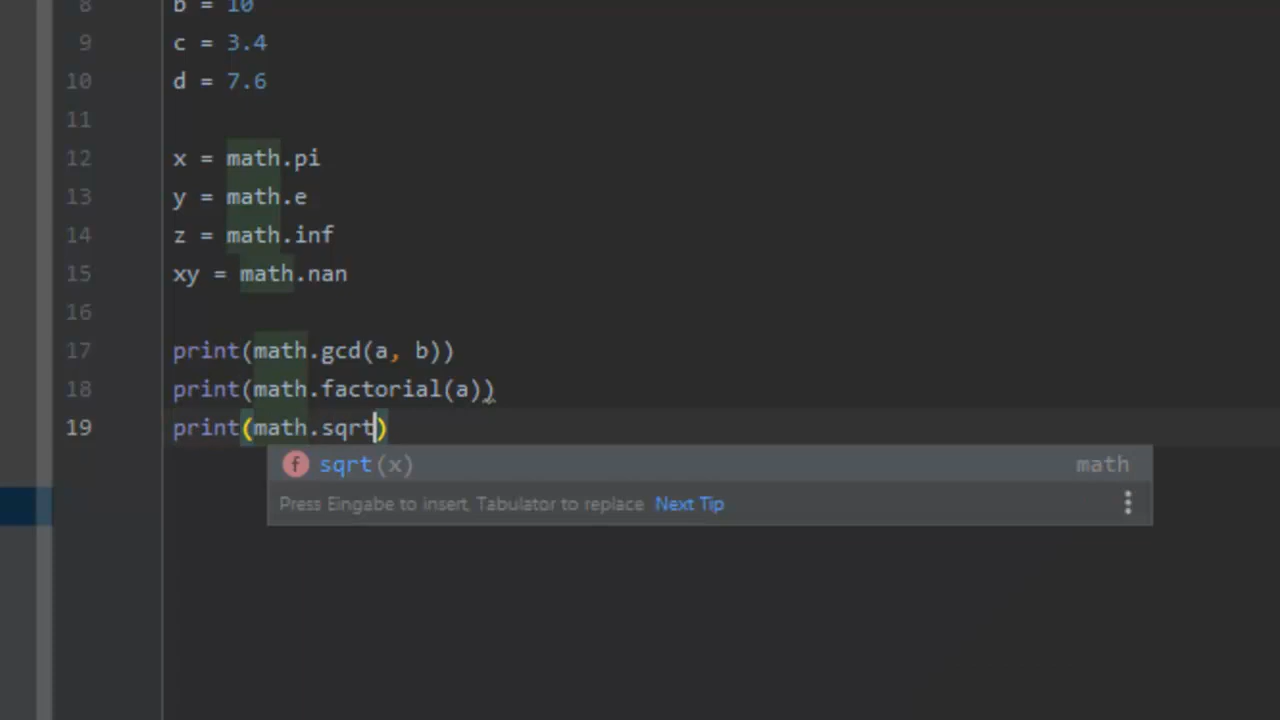 8 b = 10
9 c = 3.4
10 d = 7.6
11
12 x = math.pi
13 y = math.e
14 z = math.inf
15 xy = math.nan
16
17 print(math.gcd(a, b))
18 print(math.factorial(a))
19 print(math.sqrt)
f sqrt(x) math
Press Eingabe to insert, Tabulator to replace Next Tip